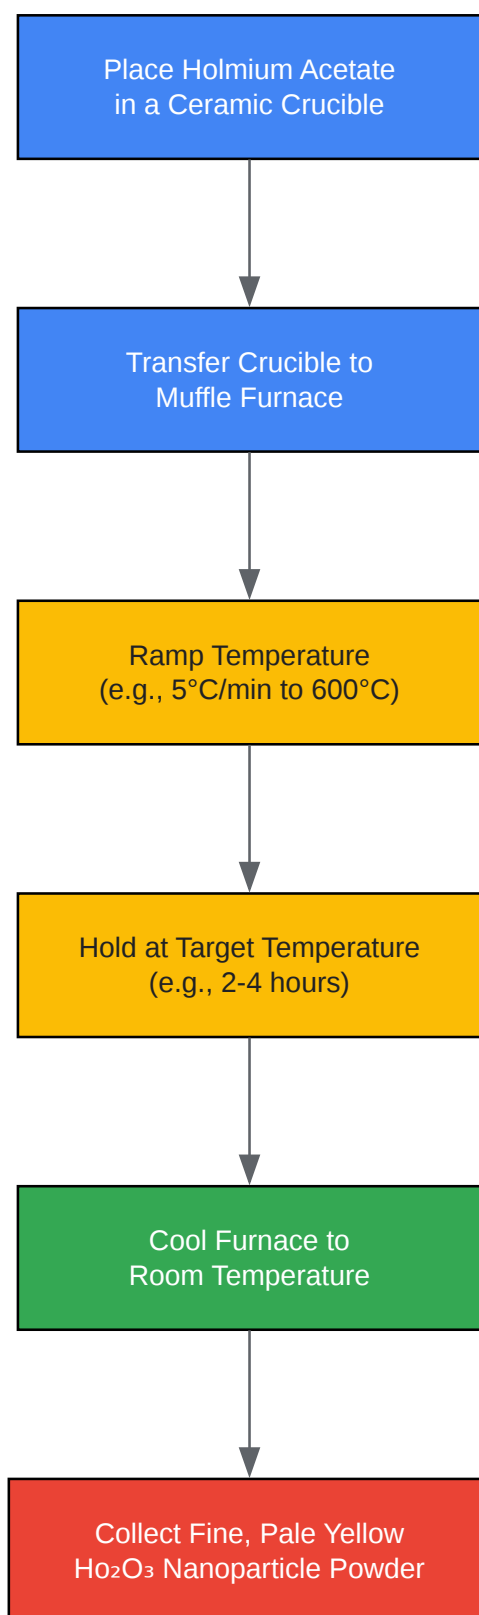 Place Holmium Acetate
in a Ceramic Crucible
Transfer Crucible to
Muffle Furnace
Ramp Temperature
(e.g., 5°C/min to 600°C)
Hold at Target Temperature
(e.g., 2-4 hours)
Cool Furnace to
Room Temperature
Collect Fine, Pale Yellow
Ho₂O₃ Nanoparticle Powder